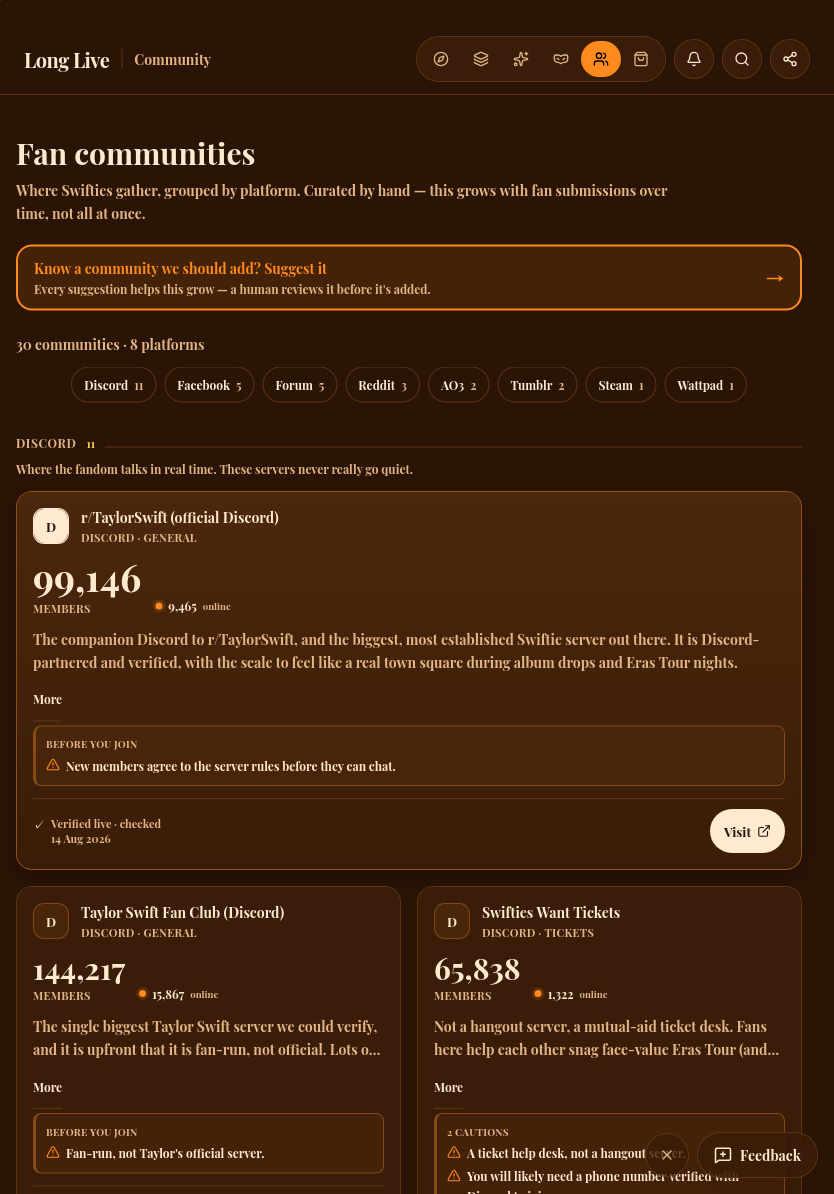 Long Live
Community
Fan communities
Where Swifties gather, grouped by platform. Curated by hand — this grows with fan submissions over
time, not all at once.
Know a community we should add? Suggest it
Every suggestion helps this grow — a human reviews it before it's added.
→
30 communities · 8 platforms
Discord 11
Facebook 5
Forum 5
Reddit 3
AO3 2
Tumblr 2
Steam 1
Wattpad 1
DISCORD 11
Where the fandom talks in real time. These servers never really go quiet.
D
r/TaylorSwift (official Discord)
DISCORD · GENERAL
99,146
MEMBERS
9,465 online
The companion Discord to r/TaylorSwift, and the biggest, most established Swiftie server out there. It is Discord-
partnered and verified, with the scale to feel like a real town square during album drops and Eras Tour nights.
More
BEFORE YOU JOIN
New members agree to the server rules before they can chat.
✓ Verified live · checked
14 Aug 2026
Visit
D
Taylor Swift Fan Club (Discord)
DISCORD · GENERAL
144,217
MEMBERS
15,867 online
The single biggest Taylor Swift server we could verify,
and it is upfront that it is fan-run, not official. Lots o...
More
BEFORE YOU JOIN
Fan-run, not Taylor's official server.
D
Swifties Want Tickets
DISCORD · TICKETS
65,838
MEMBERS
1,322 online
Not a hangout server, a mutual-aid ticket desk. Fans
here help each other snag face-value Eras Tour (and...
More
2 CAUTIONS
A ticket help desk, not a hangout server.
You will likely need a phone number verified with
Feedback